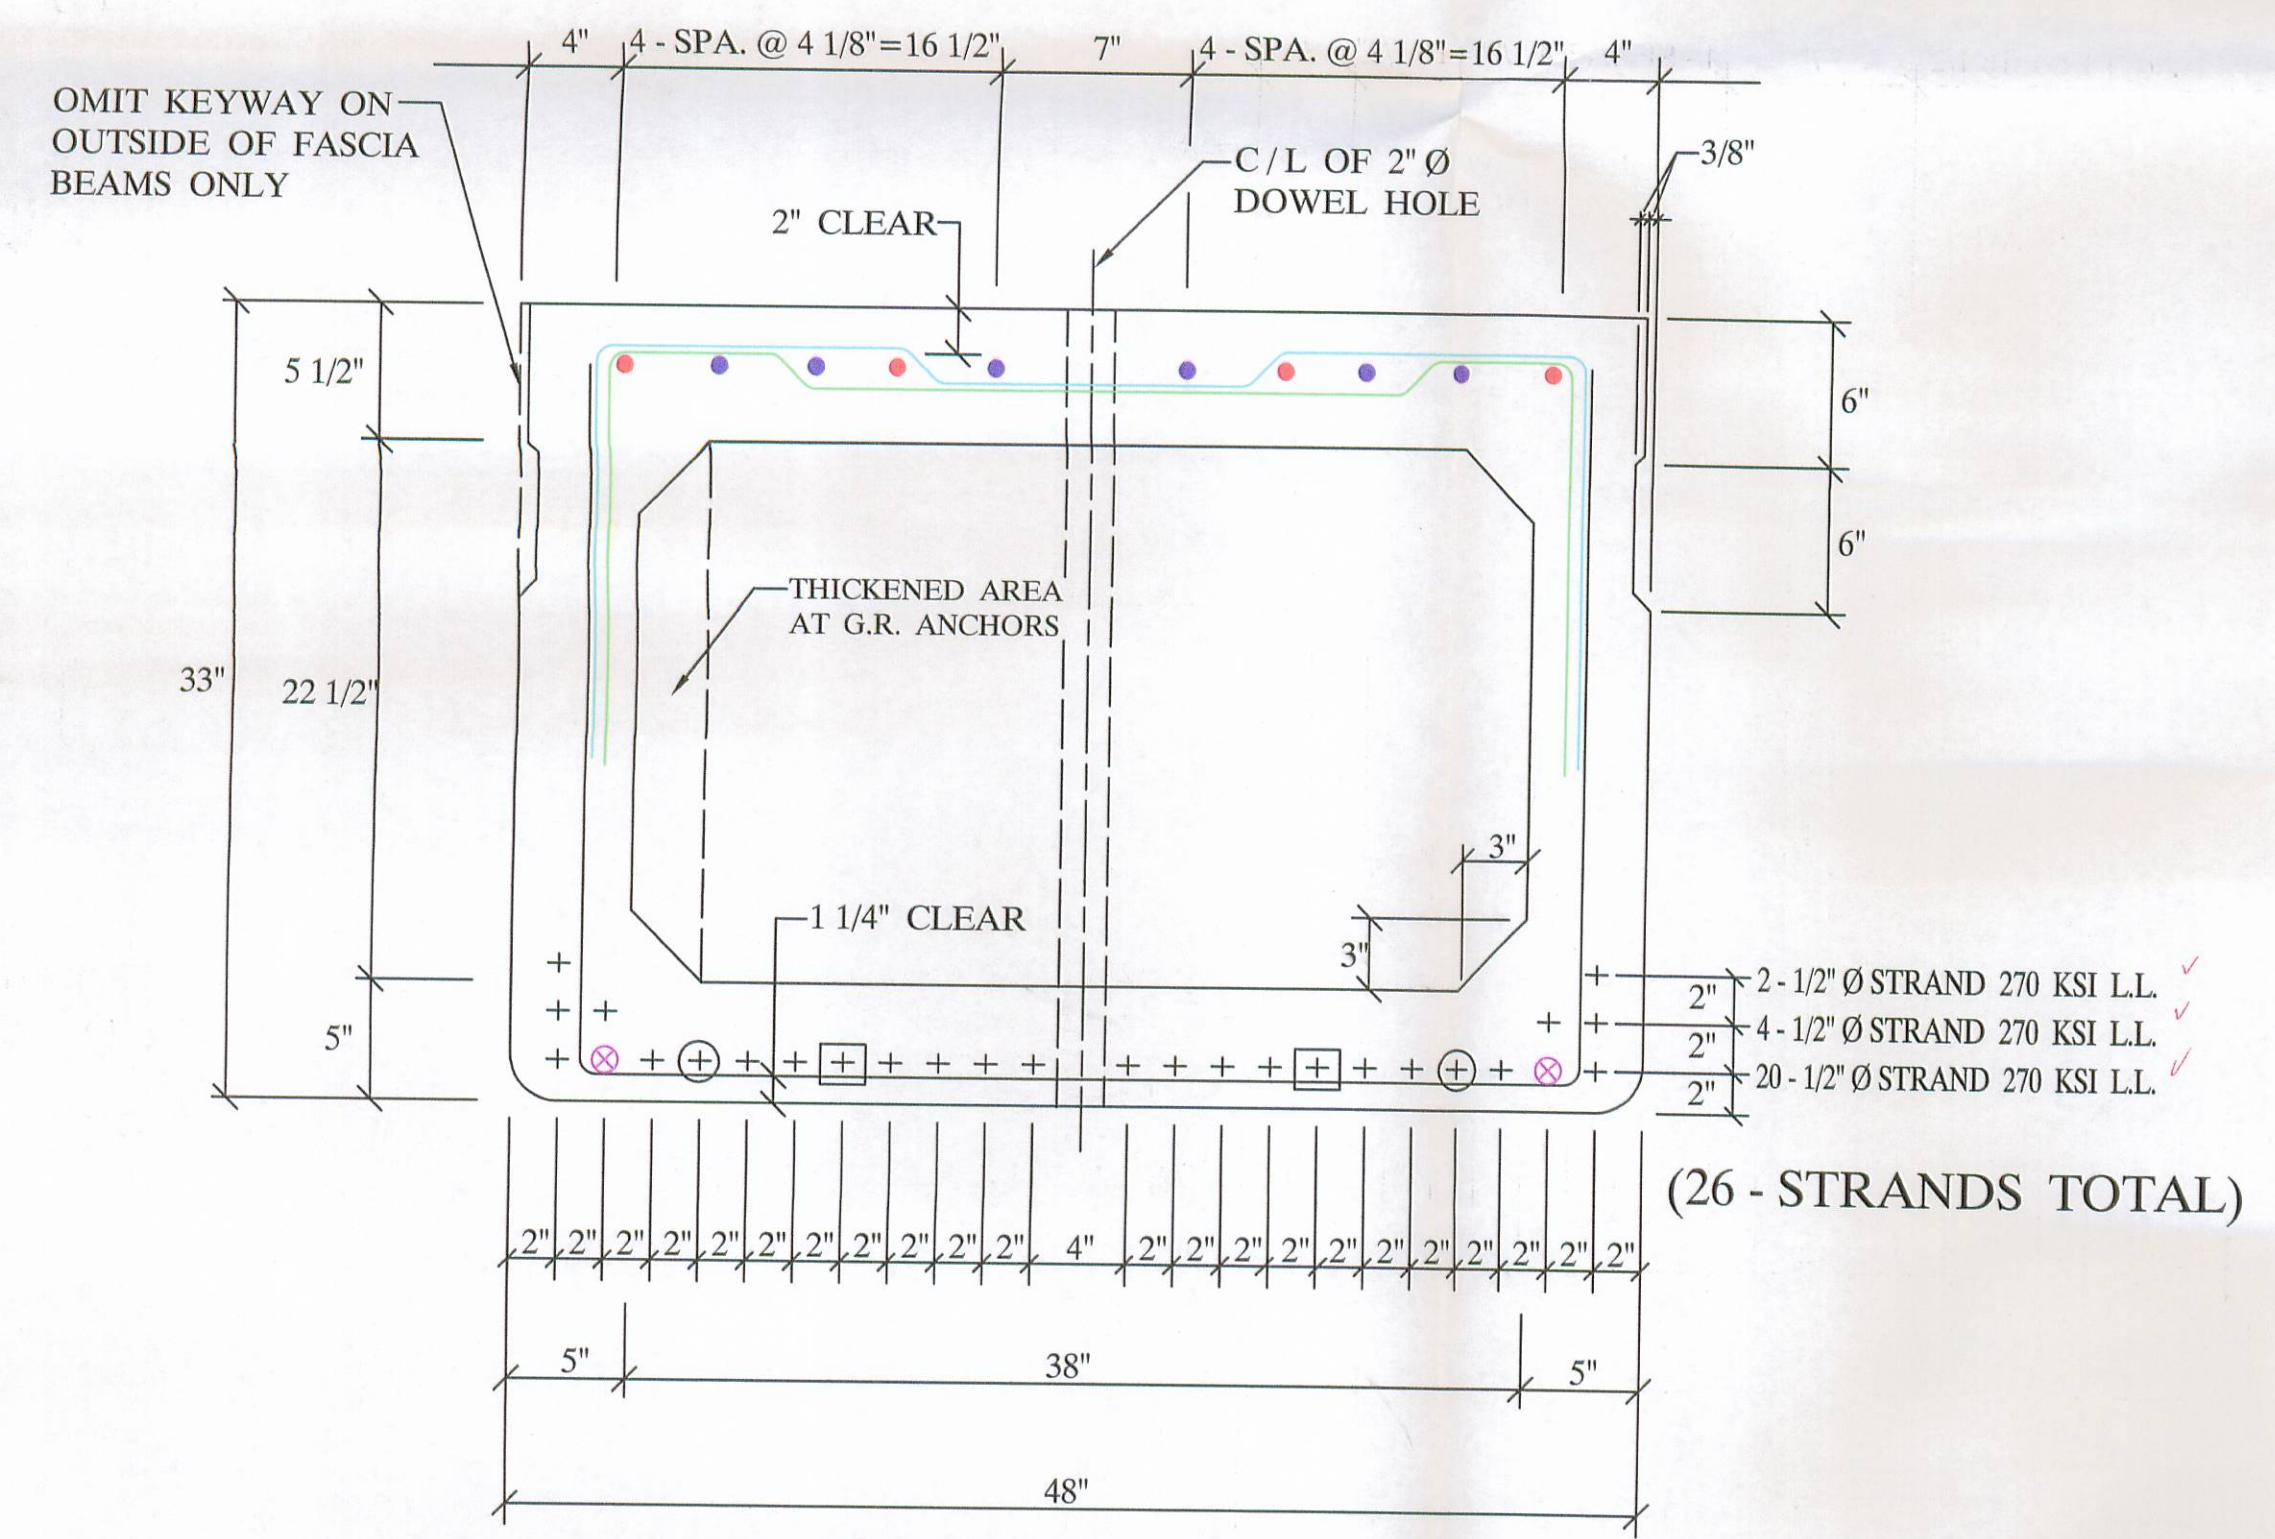 4" 4 - SPA. @ 4 1/8"=16 1/2" 7" 4 - SPA. @ 4 1/8"=16 1/2" 4"
OMIT KEYWAY ON
OUTSIDE OF FASCIA
BEAMS ONLY
C / L OF 2" Ø
DOWEL HOLE
3/8"
2" CLEAR
5 1/2"
6"
6"
THICKENED AREA
AT G.R. ANCHORS
33"
22 1/2"
3"
1 1/4" CLEAR
3"
2 - 1/2" Ø STRAND 270 KSI L.L.
2"
4 - 1/2" Ø STRAND 270 KSI L.L.
2"
20 - 1/2" Ø STRAND 270 KSI L.L.
2"
5"
(26 - STRANDS TOTAL)
2" 2" 2" 2" 2" 2" 2" 2" 2" 2" 2" 4" 2" 2" 2" 2" 2" 2" 2" 2" 2" 2" 2"
5" 38" 5"
48"